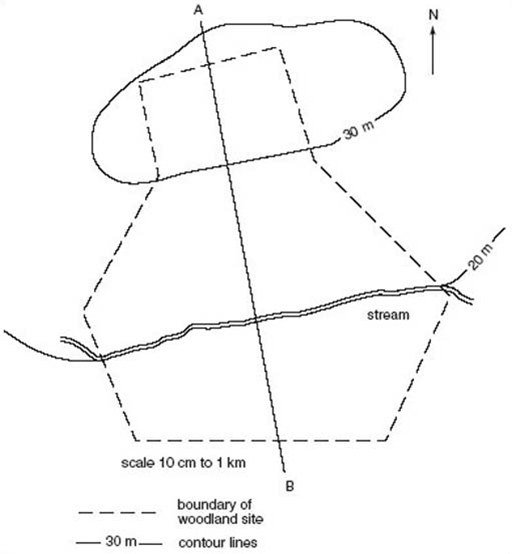 A
N
30 m
20 m
stream
scale 10 cm to 1 km
B
boundary of
woodland site
30 m
contour lines